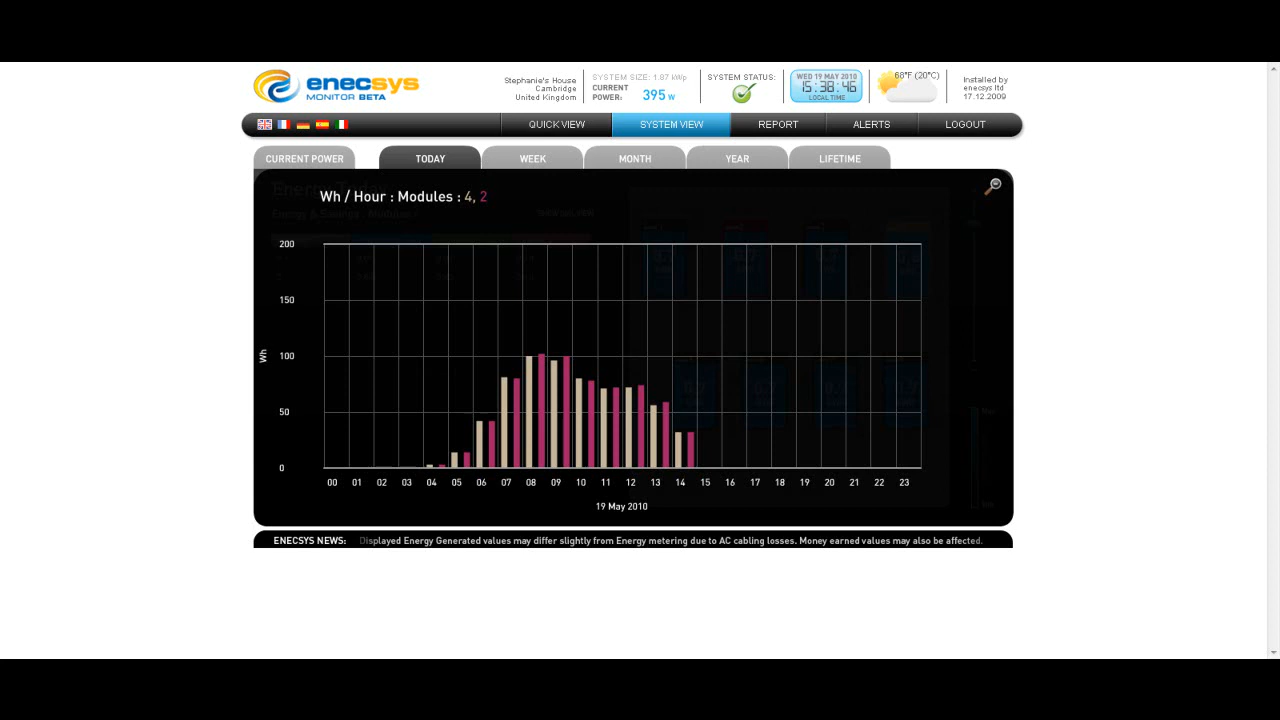 enecsys
MONITOR BETA
Stephanie's House
Cambridge
United Kingdom
SYSTEM SIZE: 1.87 kWp
CURRENT
POWER: 395 W
SYSTEM STATUS:
WED 19 MAY 2010
15:38:46
LOCAL TIME
68°F (20°C)
Installed by
enecsys ltd
17.12.2009
QUICK VIEW SYSTEM VIEW REPORT ALERTS LOGOUT
CURRENT POWER TODAY WEEK MONTH YEAR LIFETIME
Energy Today
Wh / Hour : Modules : 4, 2
Energy & Savings : Modules
200
150
100
50
0
Wh
00 01 02 03 04 05 06 07 08 09 10 11 12 13 14 15 16 17 18 19 20 21 22 23
19 May 2010
ENECSYS NEWS: Displayed Energy Generated values may differ slightly from Energy metering due to AC cabling losses. Money earned values may also be affected.